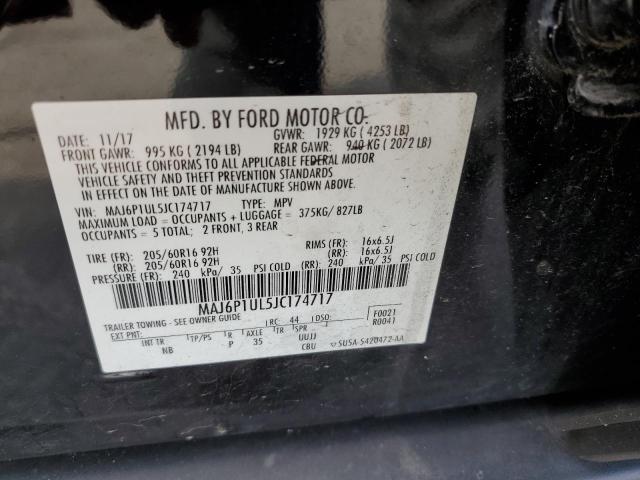 MFD. BY FORD MOTOR CO.
DATE: 11/17 GVWR: 1929 KG ( 4253 LB)
FRONT GAWR: 995 KG ( 2194 LB) REAR GAWR: 940 KG ( 2072 LB)
THIS VEHICLE CONFORMS TO ALL APPLICABLE FEDERAL MOTOR
VEHICLE SAFETY AND THEFT PREVENTION STANDARDS
IN EFFECT ON THE DATE OF MANUFACTURE SHOWN ABOVE.
VIN: MAJ6P1UL5JC174717 TYPE: MPV
MAXIMUM LOAD = OCCUPANTS + LUGGAGE = 375KG/ 827LB
OCCUPANTS = 5 TOTAL; 2 FRONT, 3 REAR
TIRE (FR): 205/60R16 92H RIMS (FR): 16x6.5J
(RR): 205/60R16 92H (RR): 16x6.5J
PRESSURE (FR): 240 kPa/ 35 PSI COLD (RR): 240 kPa/ 35 PSI COLD
MAJ6P1UL5JC174717
TRAILER TOWING - SEE OWNER GUIDE RC: 44 DSO: F0021
EXT PNT: R0041
INT TR TP/PS R AXLE TR SPR
NB P 35 UUJJ CBU SU5A-5420472-AA